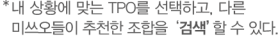 *내 상황에 맞는 TPO를 선택하고, 다른
미쓰오들이 추천한 조합을 ‘검색’ 할 수 있다.